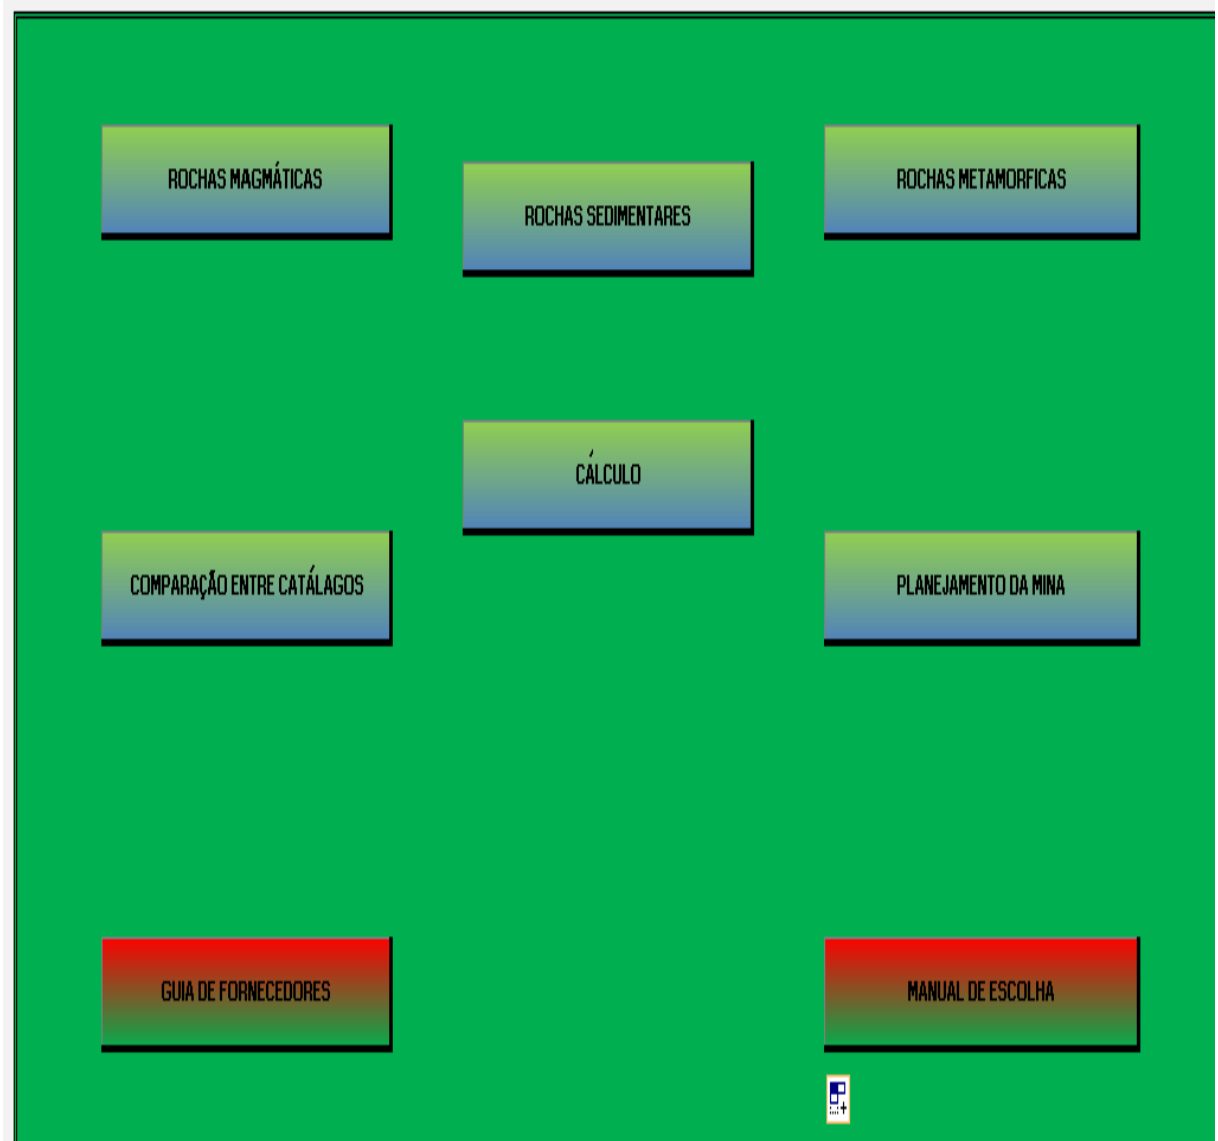 ROCHAS MAGMÁTICAS
ROCHAS SEDIMENTARES
ROCHAS METAMORFICAS
CÁLCULO
COMPARAÇÃO ENTRE CATÁLAGOS
PLANEJAMENTO DA MINA
GUIA DE FORNECEDORES
MANUAL DE ESCOLHA